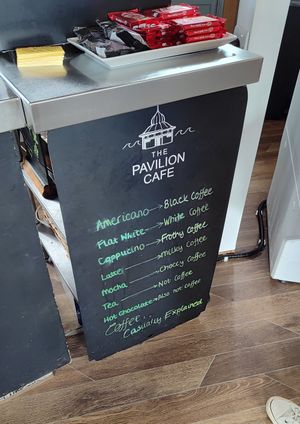 THE
PAVILION
CAFE
Americano → Black Coffee
Flat White → White Coffee
Cappucino → Frothy Coffee
Latte → Milky Coffee
Mocha → Choccy Coffee
Tea → Not Coffee
Hot Chocolate → Also not coffee
Coffee...
Casually Explained